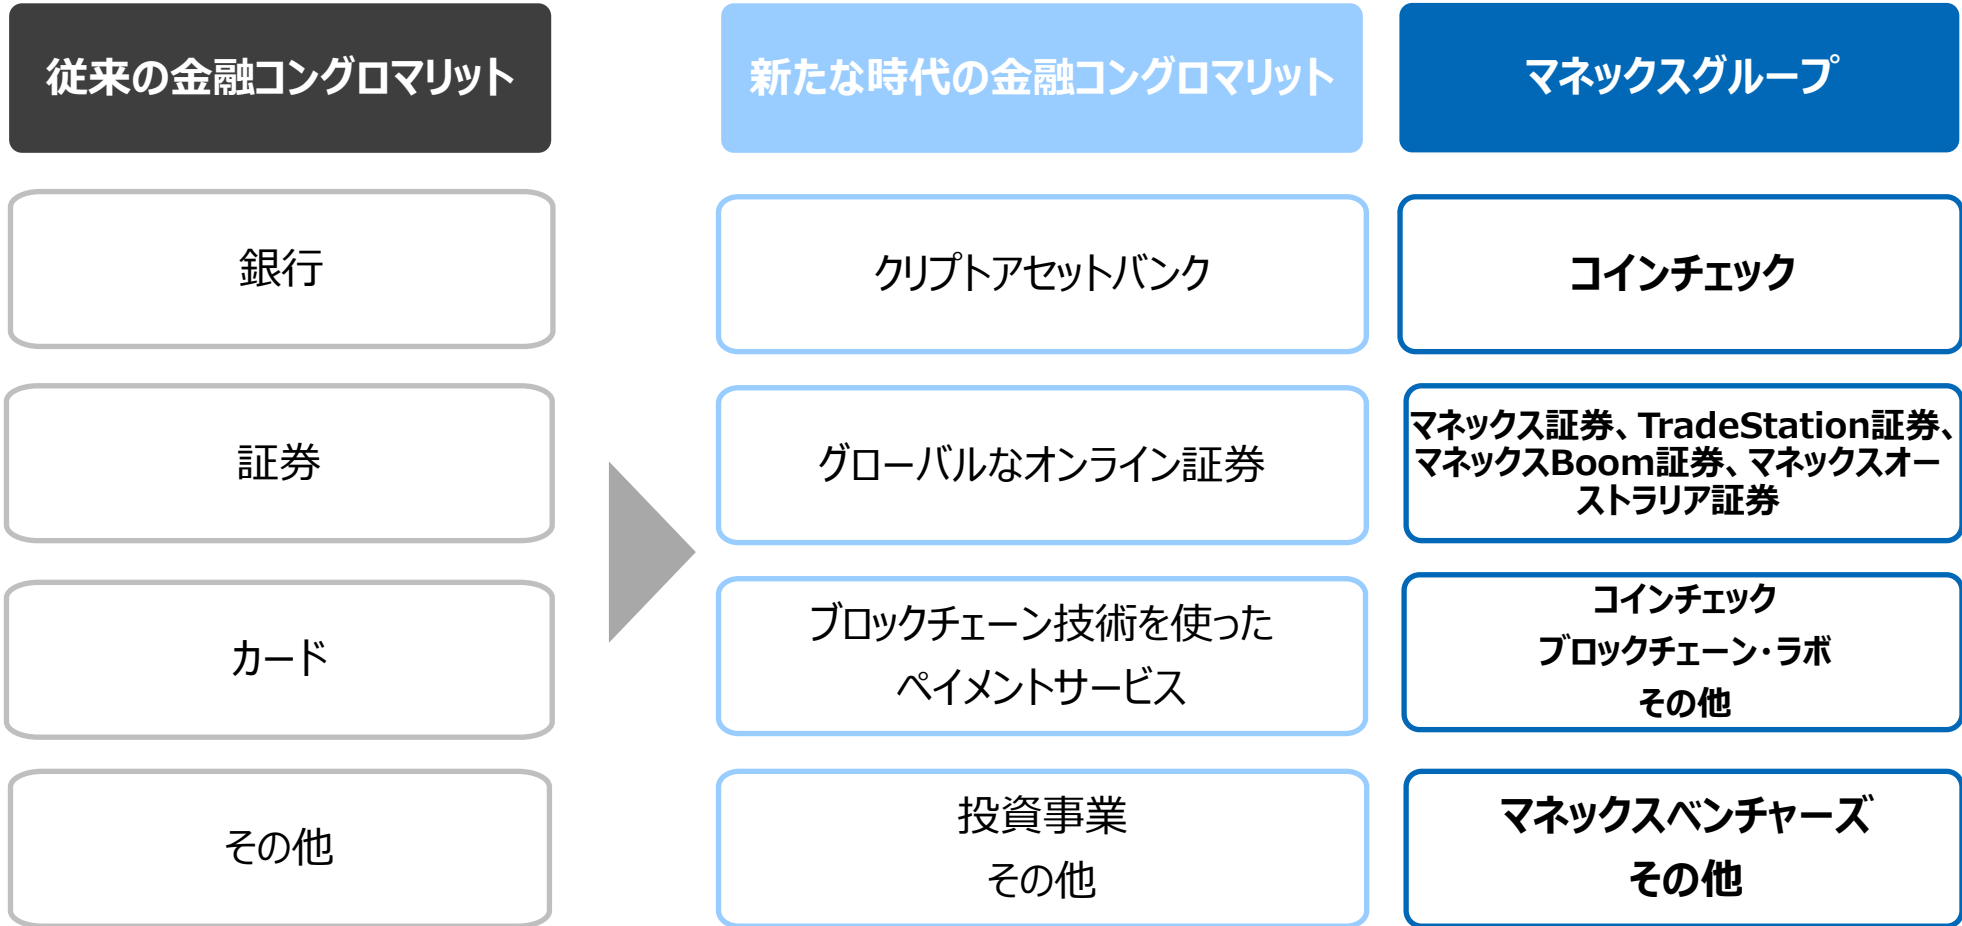 従来の金融コングロマリット
新たな時代の金融コングロマリット
マネックスグループ
銀行
クリプトアセットバンク
コインチェック
証券
グローバルなオンライン証券
マネックス証券、TradeStation証券、
マネックスBoom証券、マネックスオー
ストラリア証券
カード
ブロックチェーン技術を使った
ペイメントサービス
コインチェック
ブロックチェーン・ラボ
その他
その他
投資事業
その他
マネックスベンチャーズ
その他